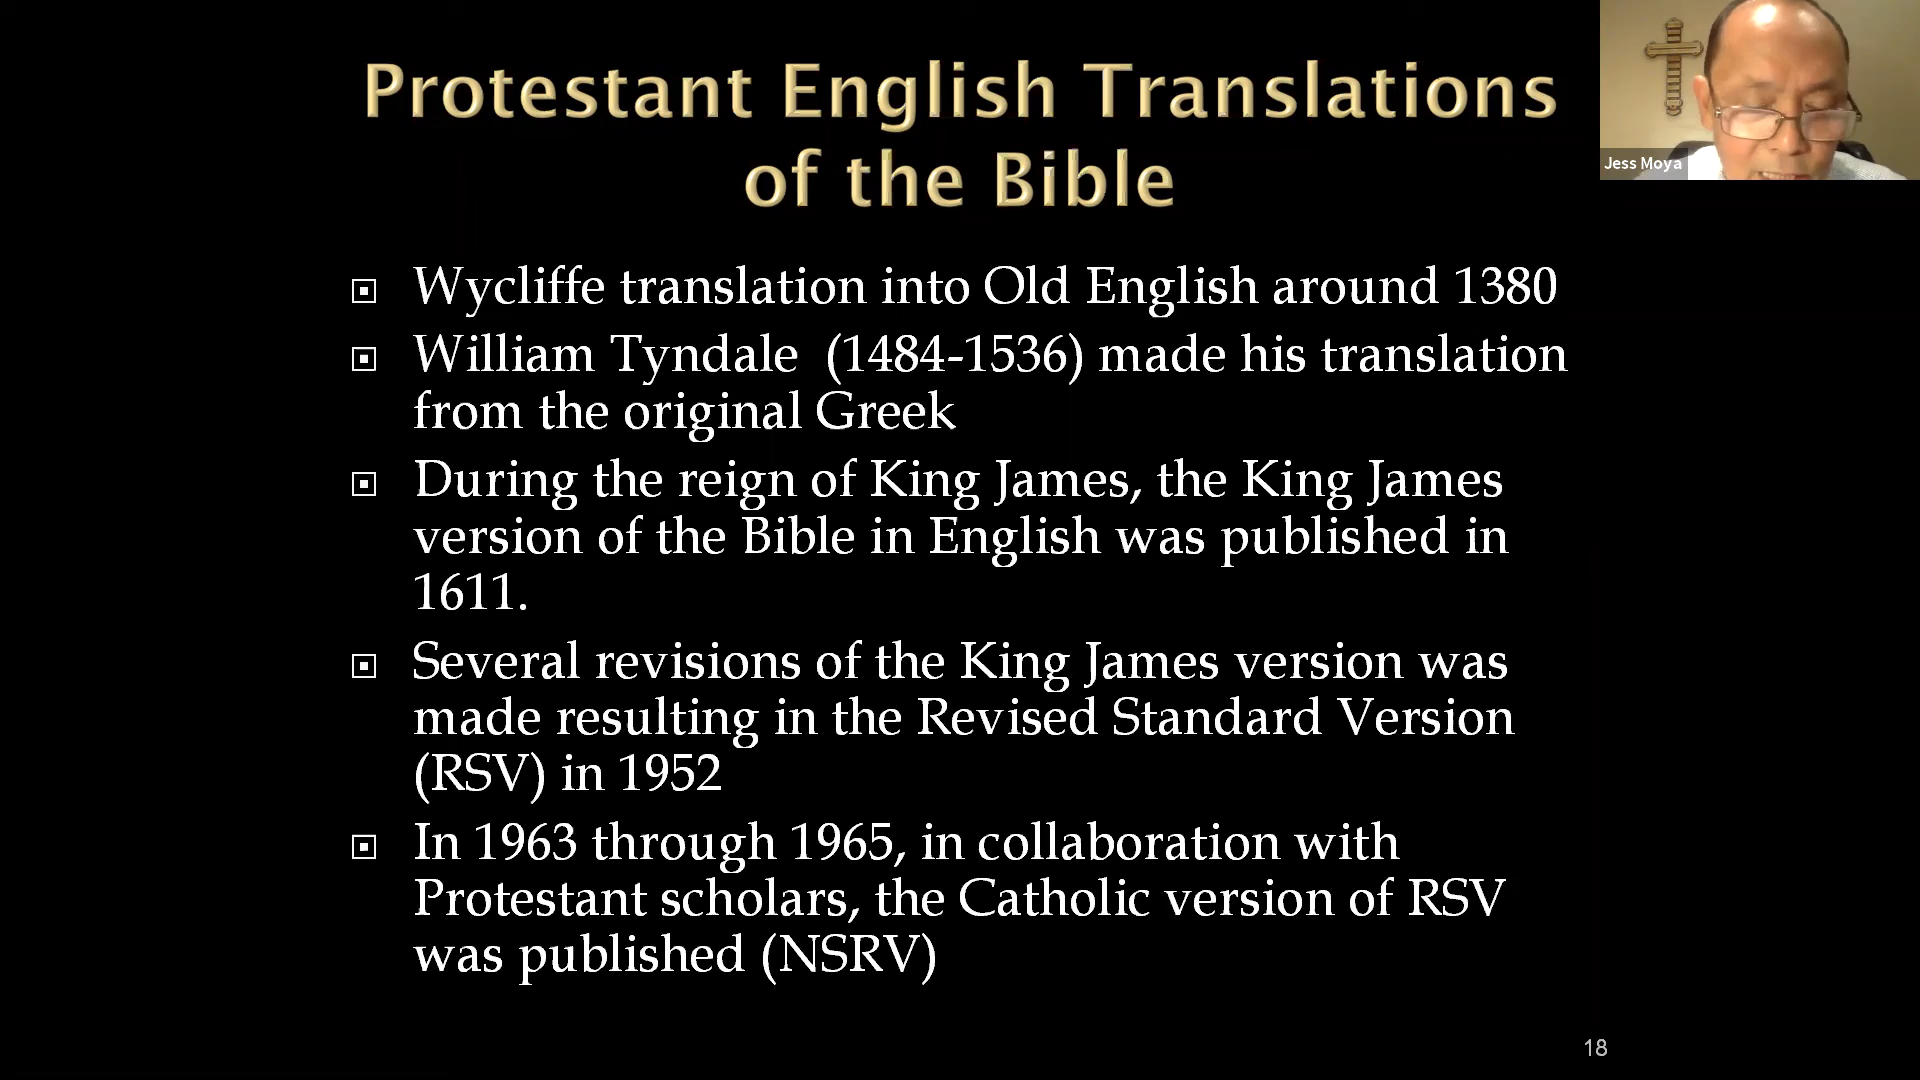 Protestant English Translations
of the Bible
Jess Moya
Wycliffe translation into Old English around 1380
William Tyndale (1484-1536) made his translation
from the original Greek
During the reign of King James, the King James
version of the Bible in English was published in
1611.
Several revisions of the King James version was
made resulting in the Revised Standard Version
(RSV) in 1952
In 1963 through 1965, in collaboration with
Protestant scholars, the Catholic version of RSV
was published (NSRV)
18